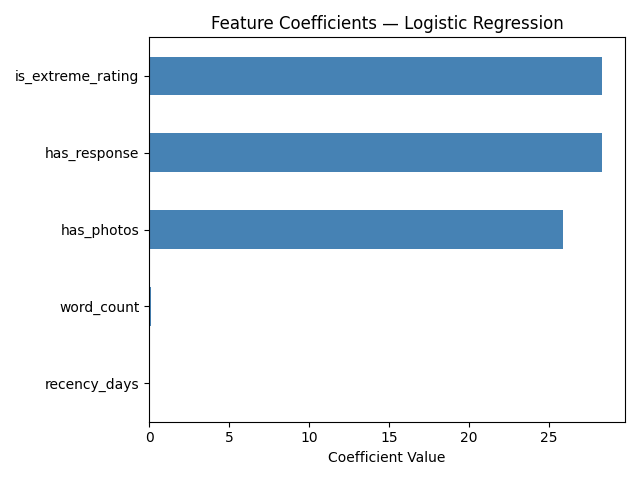 Feature Coefficients — Logistic Regression
is_extreme_rating
has_response
has_photos
word_count
recency_days
0 5 10 15 20 25
Coefficient Value